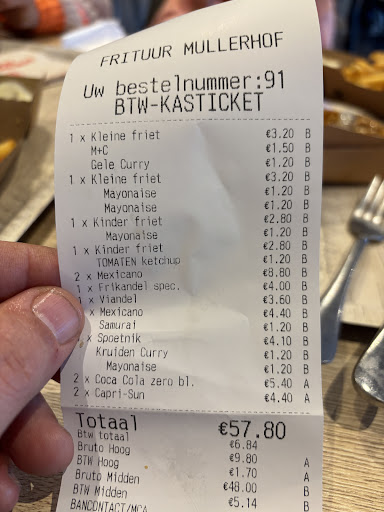 FRITUUR MULLERHOF
Uw bestelnummer:91
BTW-KASTICKET
1 x Kleine friet €3.20 B
M+C €1.50 B
Gele Curry €1.20 B
1 x Kleine friet €3.20 B
Mayonaise €1.20 B
Mayonaise €1.20 B
1 x Kinder friet €2.80 B
Mayonaise €1.20 B
1 x Kinder friet €2.80 B
TOMATEN ketchup €1.20 B
2 x Mexicano €8.80 B
1 x Frikandel spec. €4.00 B
1 x Viandel €3.60 B
x Mexicano €4.40 B
Samurai €1.20 B
x Spoetnik €4.10 B
Kruiden Curry €1.20 B
Mayonaise €1.20 B
2 x Coca Cola zero bl. €5.40 A
2 x Capri-Sun €4.40 A
Totaal €57.80
Btw totaal €6.84
Bruto Hoog €9.80 A
BTW Hoog €1.70 A
Bruto Midden €48.00 B
BTW Midden €5.14 B
BANCONTACT/MCA